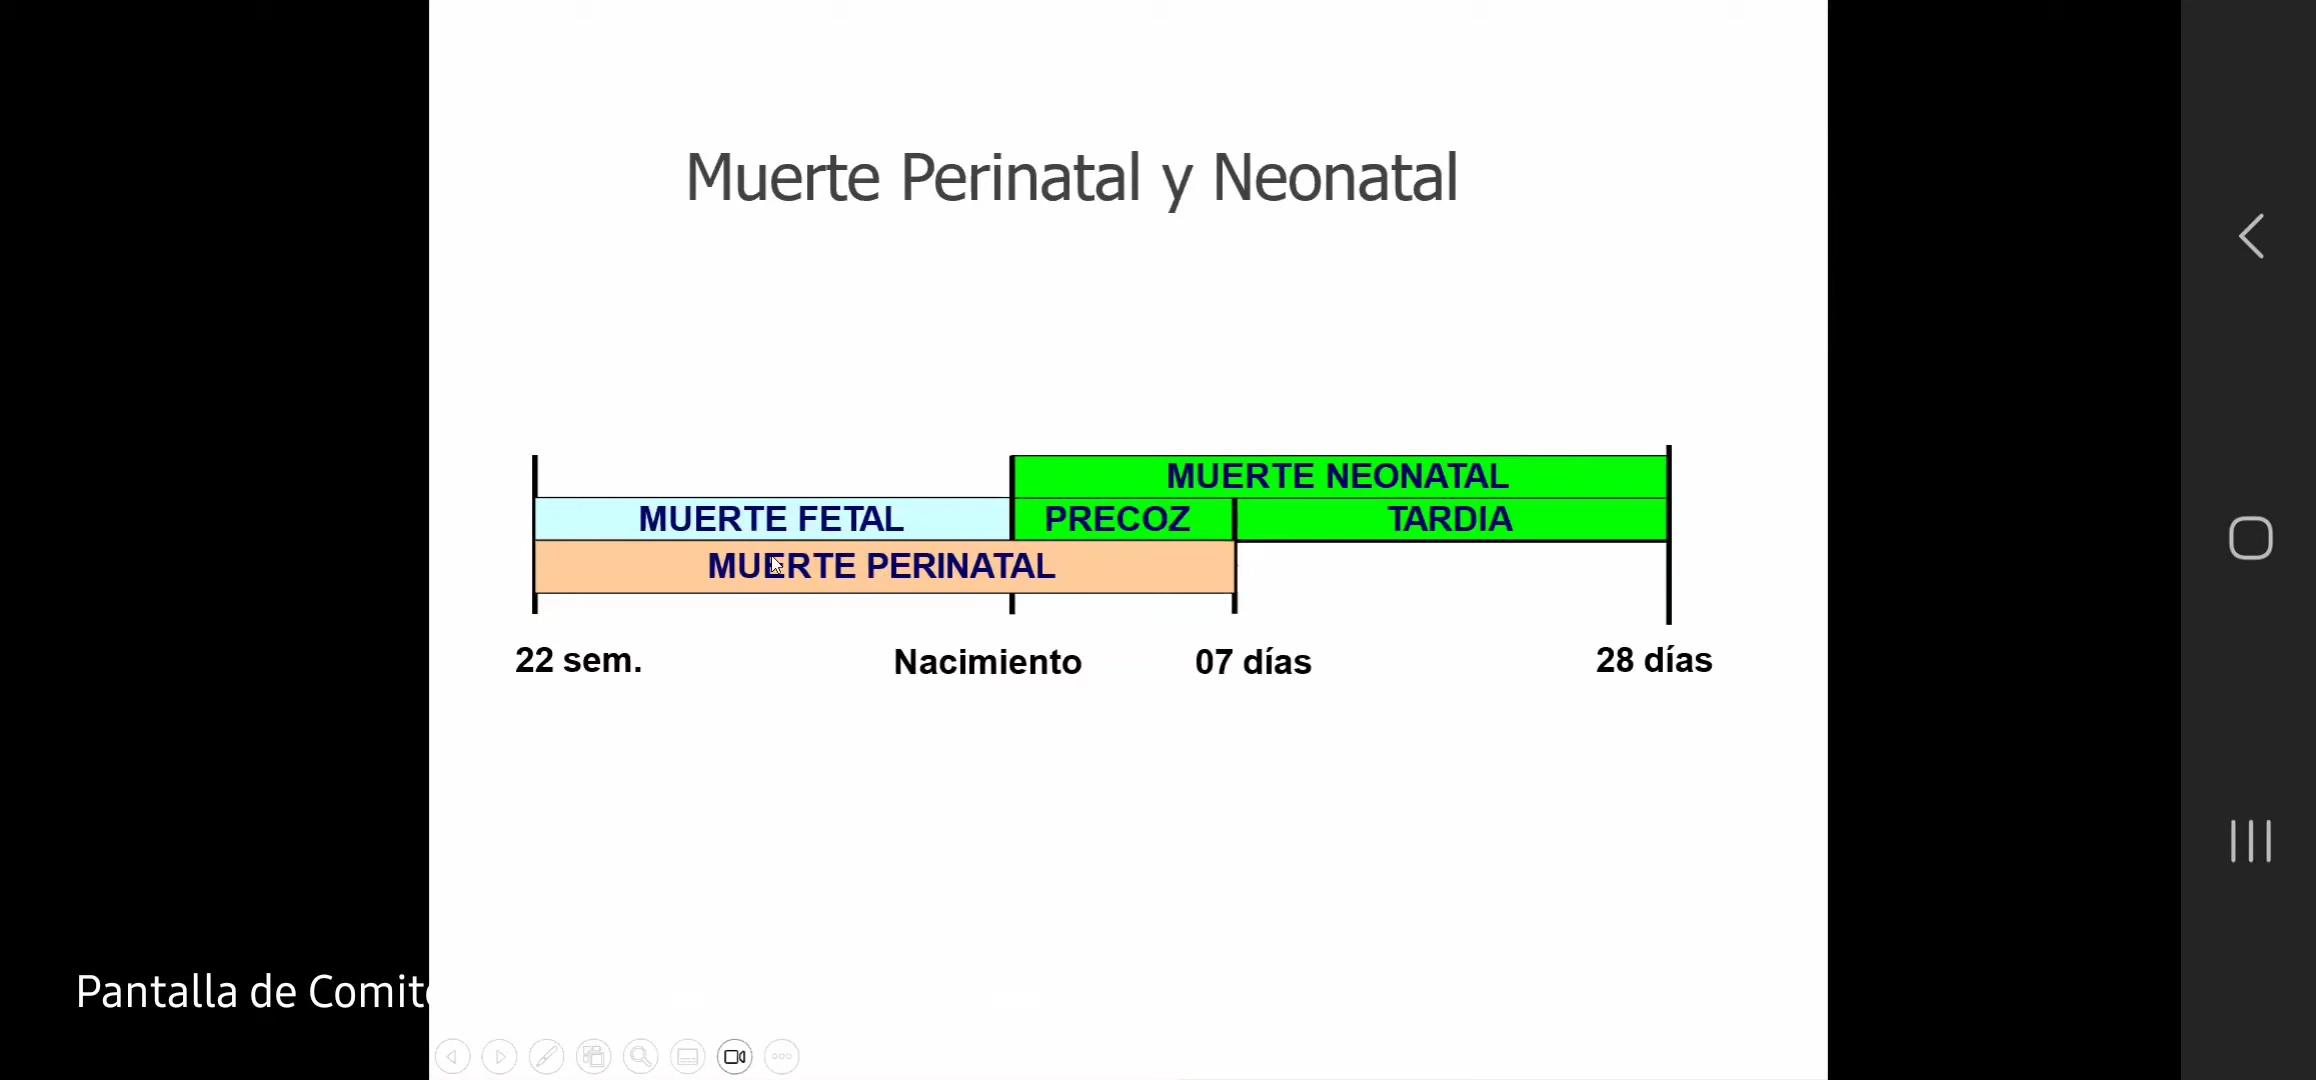 Muerte Perinatal y Neonatal
MUERTE NEONATAL
MUERTE FETAL PRECOZ TARDIA
MUERTE PERINATAL
22 sem. Nacimiento 07 días 28 días
Pantalla de Comit